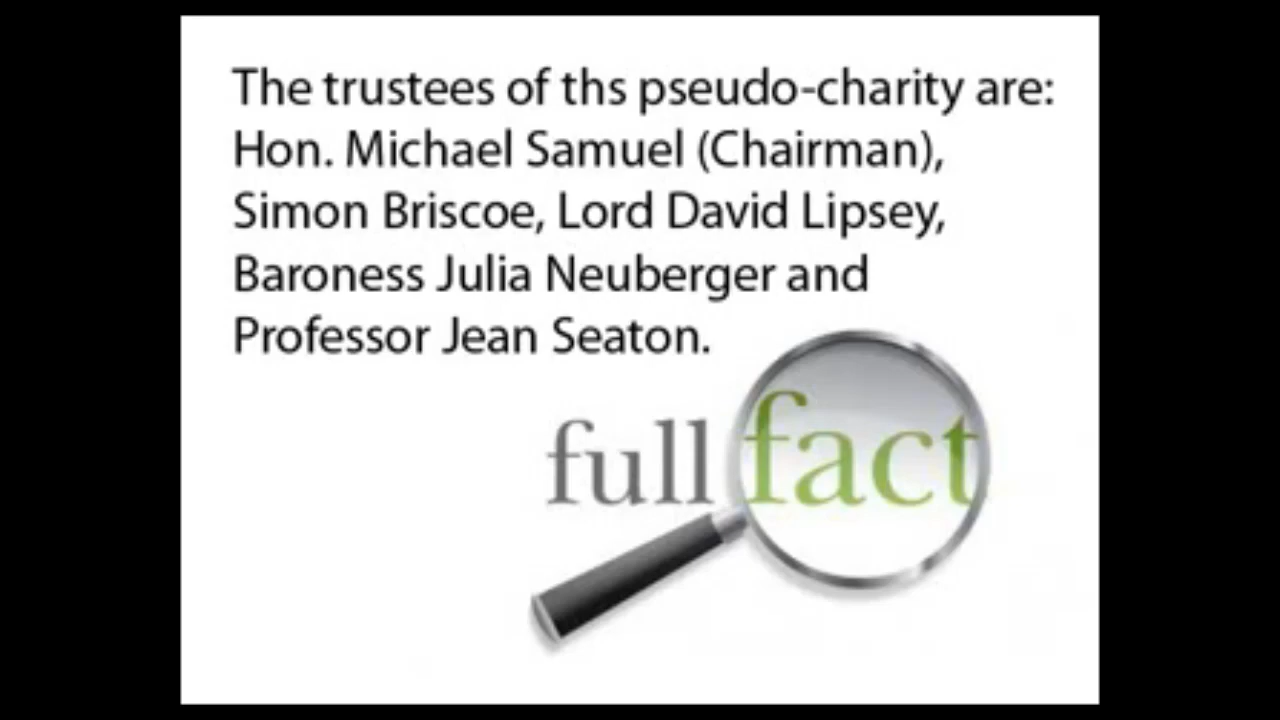 The trustees of ths pseudo-charity are:
Hon. Michael Samuel (Chairman),
Simon Briscoe, Lord David Lipsey,
Baroness Julia Neuberger and
Professor Jean Seaton.
full fact